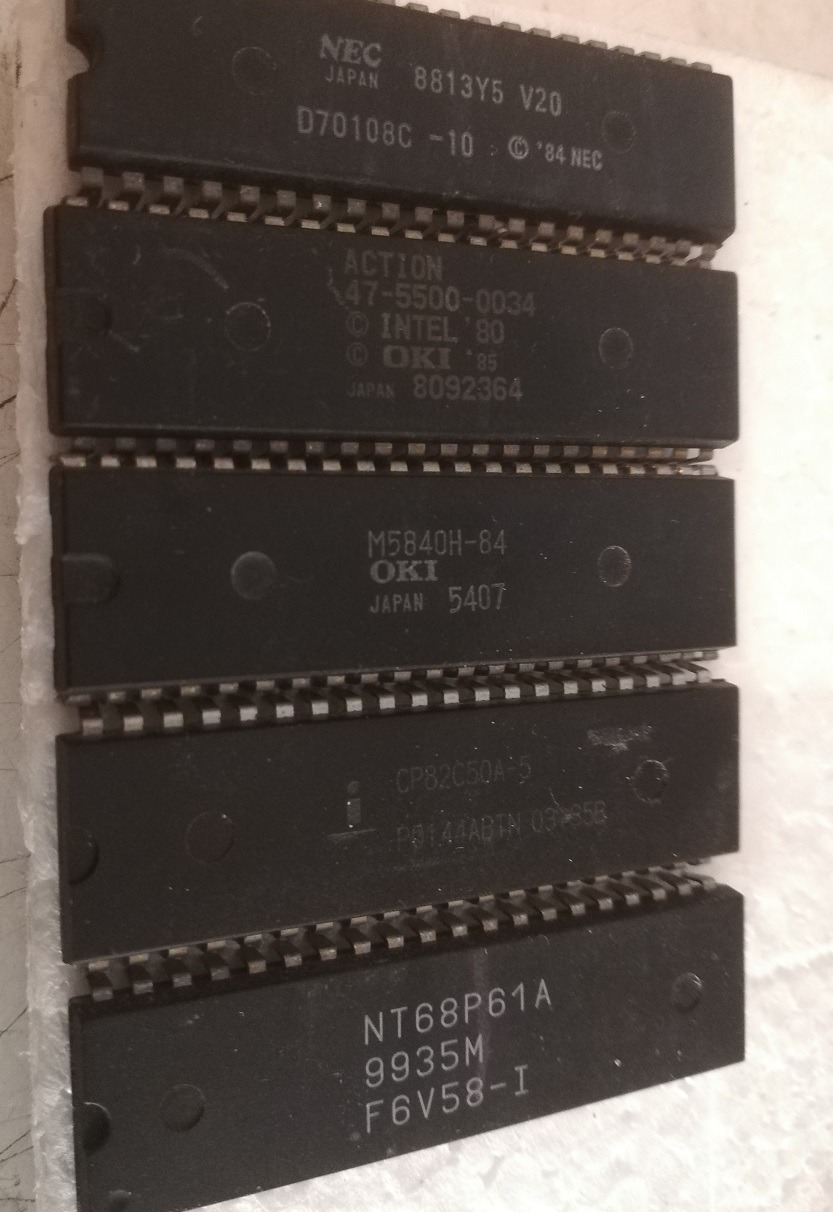 NEC
JAPAN 8813Y5 V20
D70108C -10 © '84 NEC
ACTION
47-5500-0034
© INTEL '80
© OKI '85
JAPAN 8092364
M5840H-84
OKI
JAPAN 5407
i CP82C50A-5
NT68P61A
9935M
F6V58-I